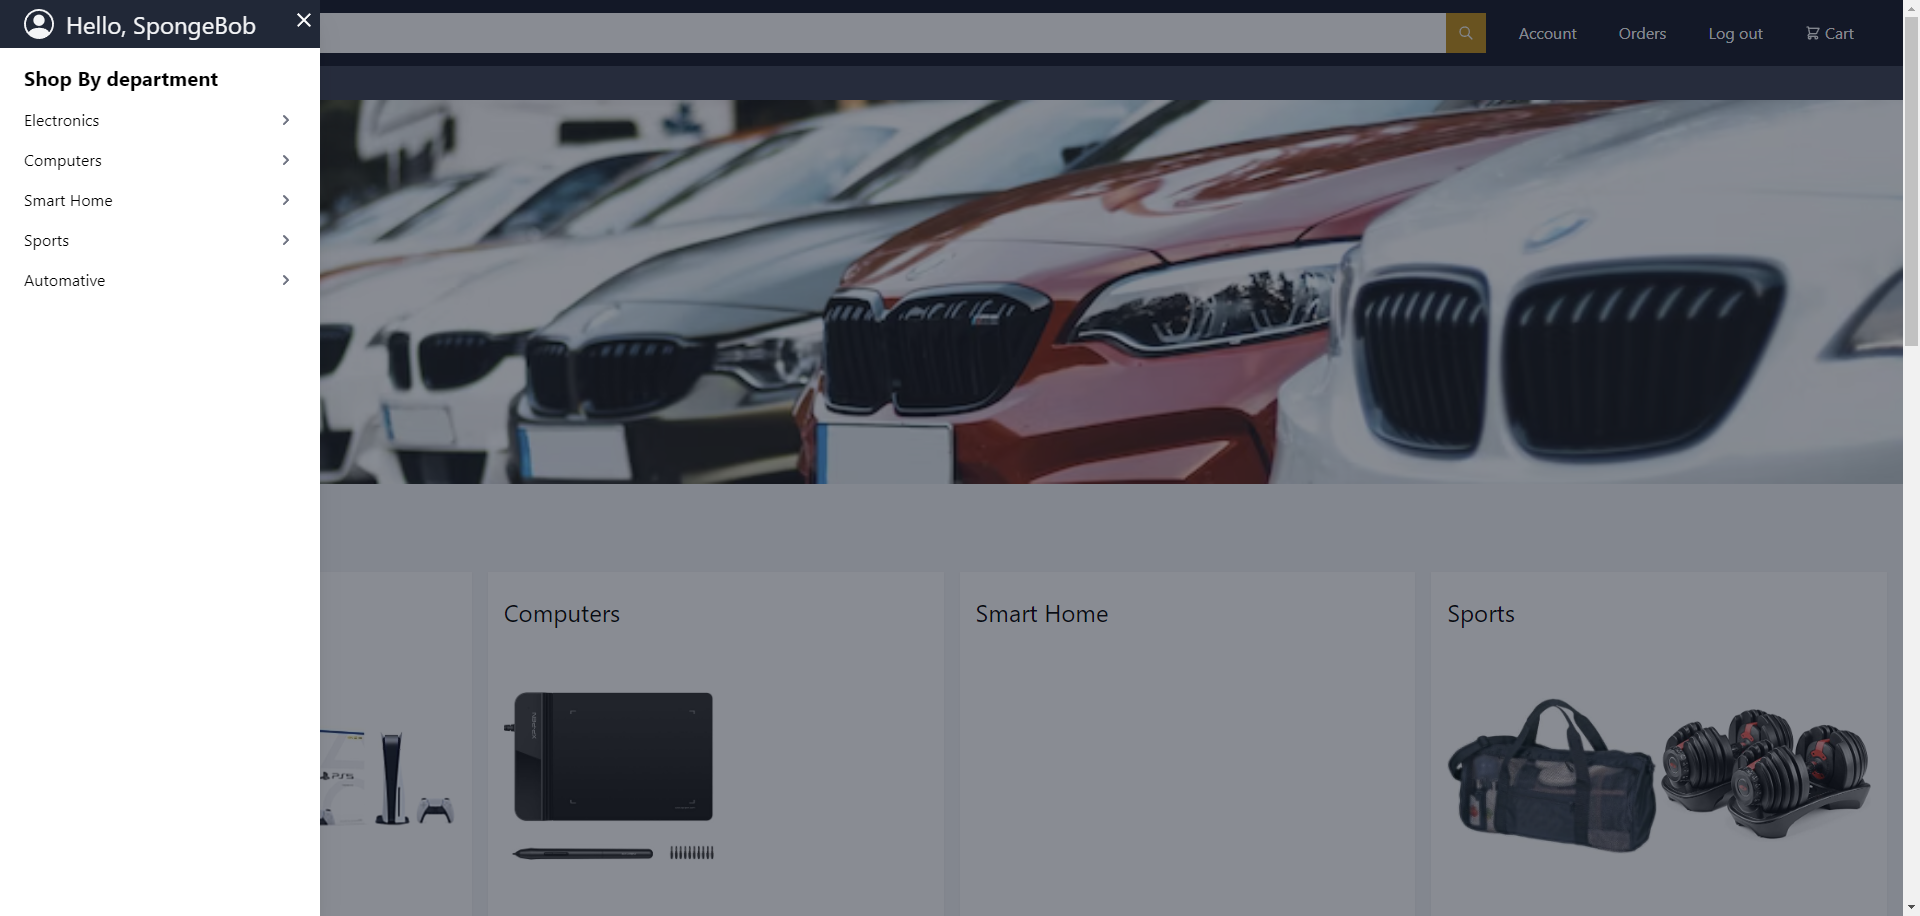 Hello, SpongeBob
Account
Orders
Log out
Cart
Shop By department
Electronics
Computers
Smart Home
Sports
Automative
Computers
Smart Home
Sports
PS5